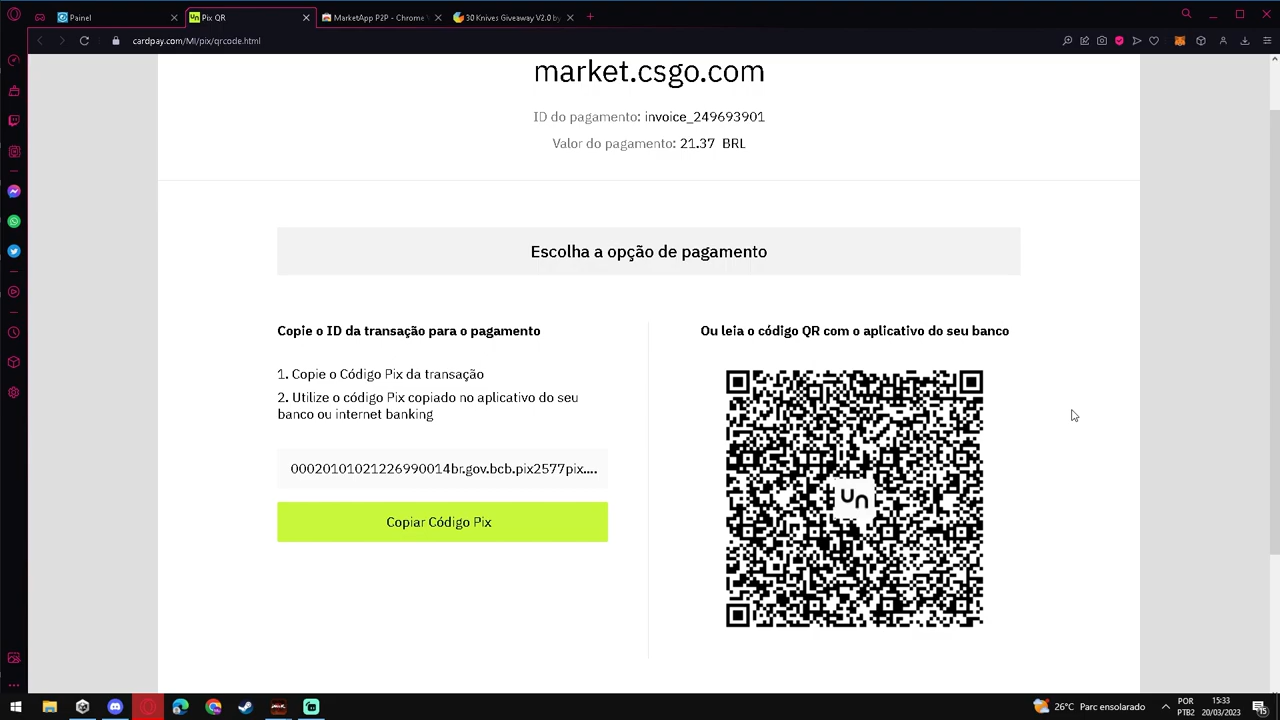 Painel
Pix QR
MarketApp P2P - Chrome
30 Knives Giveaway V2.0 by
cardpay.com/MI/pix/qrcode.html
market.csgo.com
ID do pagamento: invoice_249693901
Valor do pagamento: 21.37 BRL
Escolha a opção de pagamento
Copie o ID da transação para o pagamento
1. Copie o Código Pix da transação
2. Utilize o código Pix copiado no aplicativo do seu
banco ou internet banking
00020101021226990014br.gov.bcb.pix2577pix....
Copiar Código Pix
Ou leia o código QR com o aplicativo do seu banco
un
26°C Parc ensolarado
POR
PTB2
15:33
20/03/2023
15